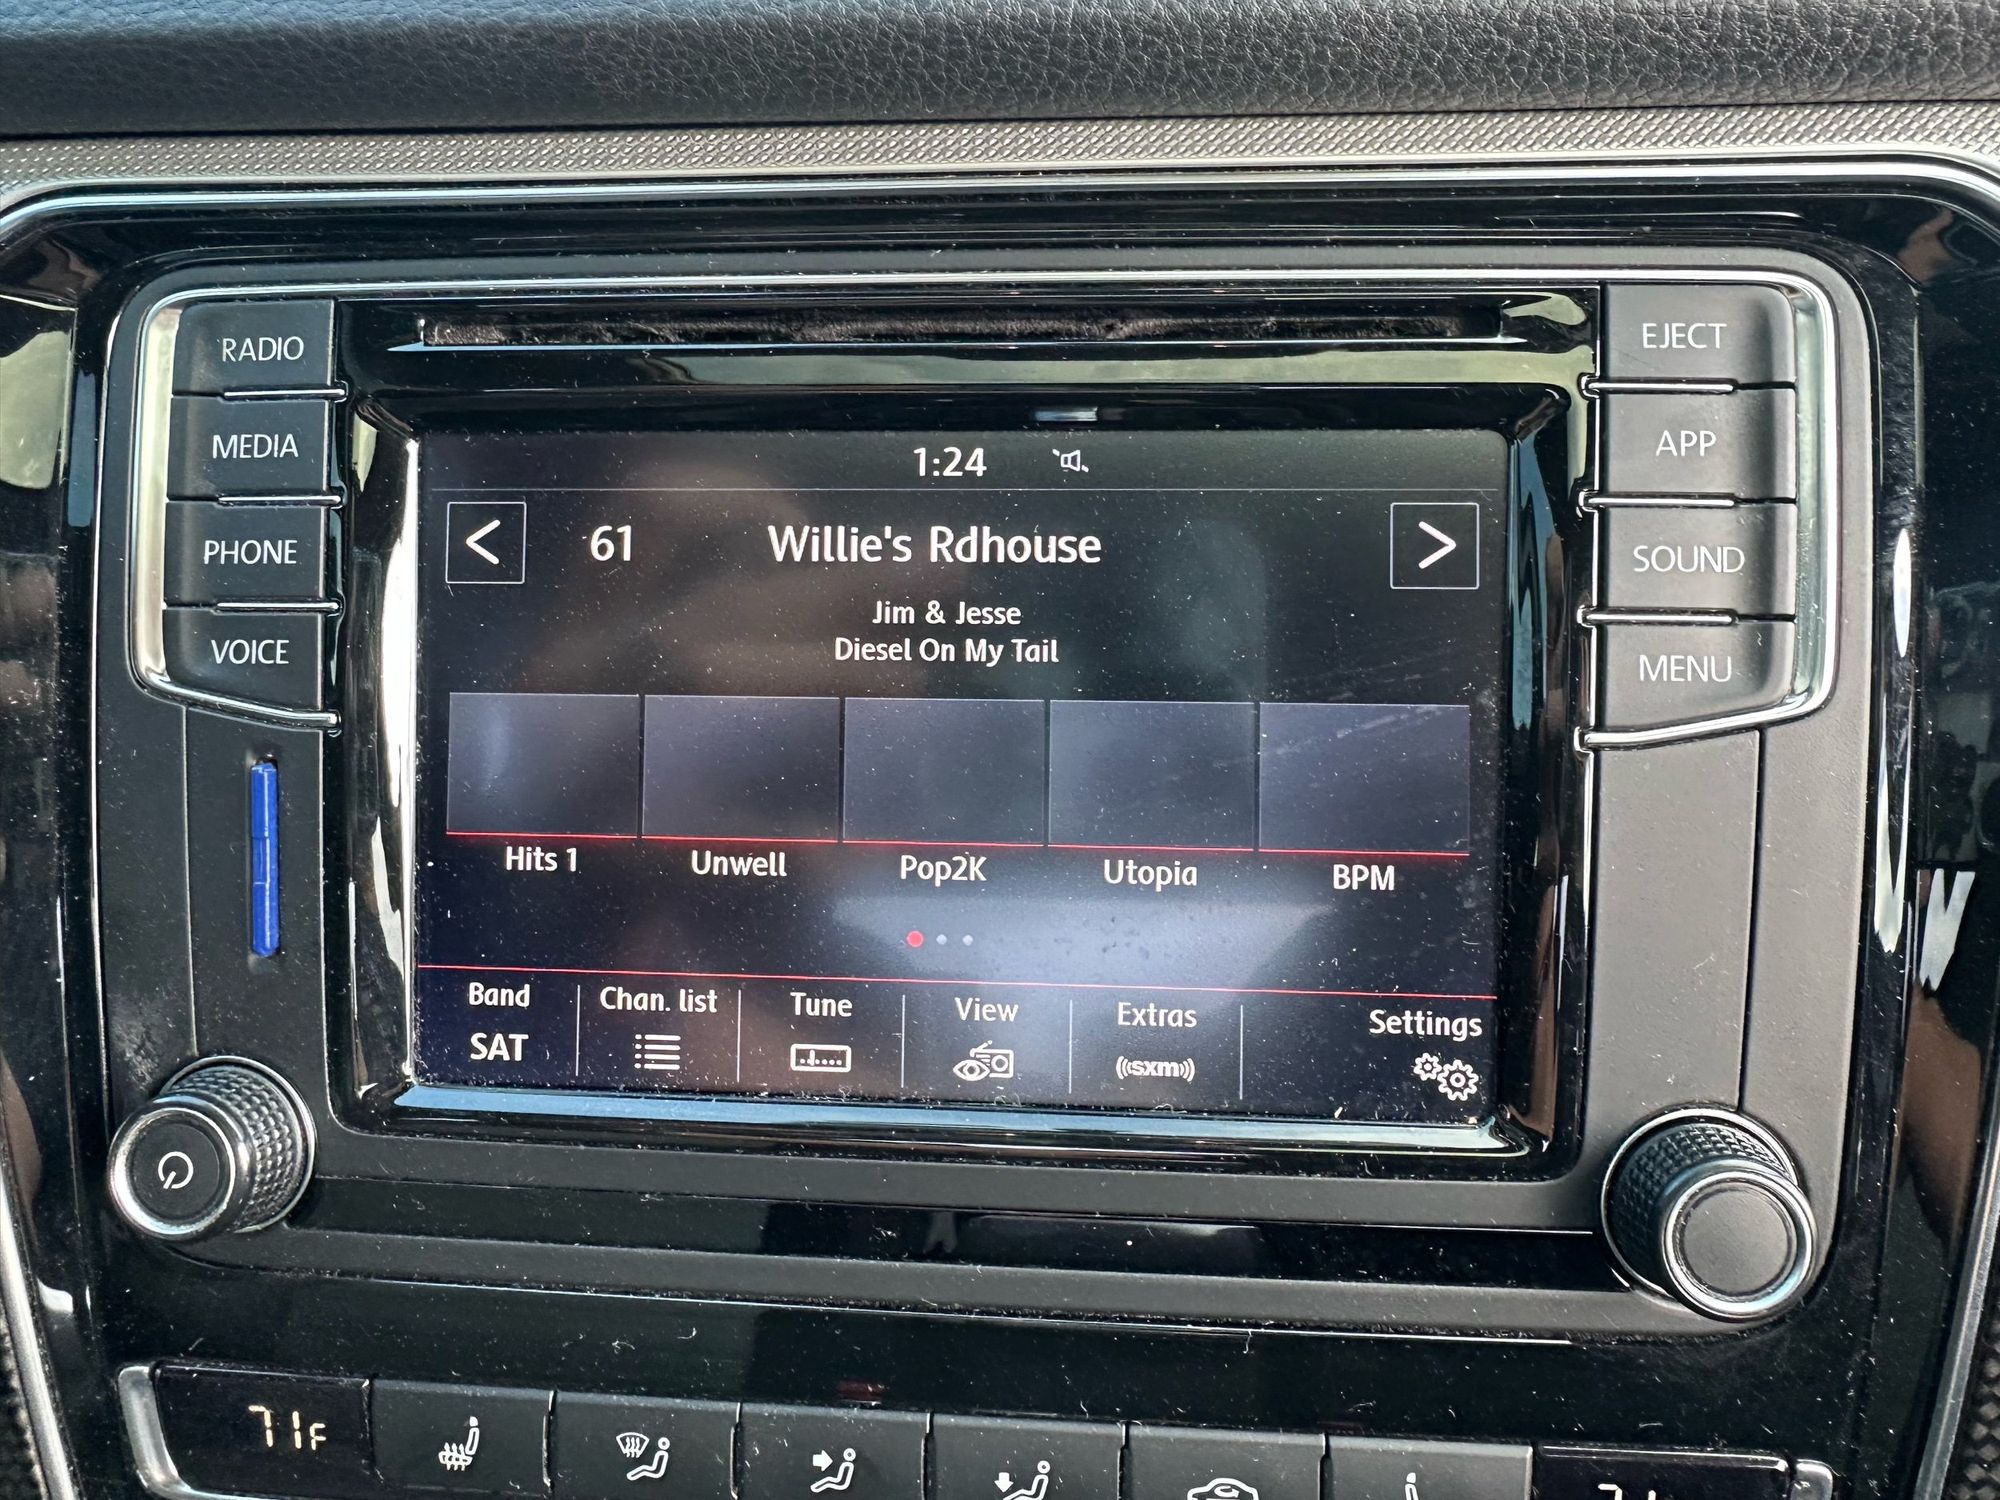 RADIO
EJECT
MEDIA
APP
PHONE
SOUND
VOICE
MENU
1:24
61 Willie's Rdhouse
Jim & Jesse
Diesel On My Tail
Hits 1
Unwell
Pop2K
Utopia
BPM
Band
SAT
Chan. list
Tune
View
Extras
((sxm))
Settings
71F